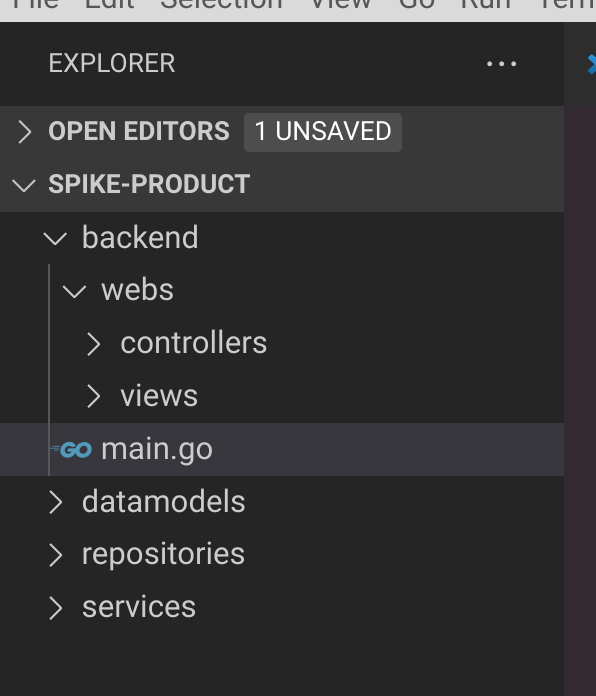 File Edit Selection View Go Run Term
EXPLORER ...
OPEN EDITORS 1 UNSAVED
SPIKE-PRODUCT
backend
webs
controllers
views
GO main.go
datamodels
repositories
services